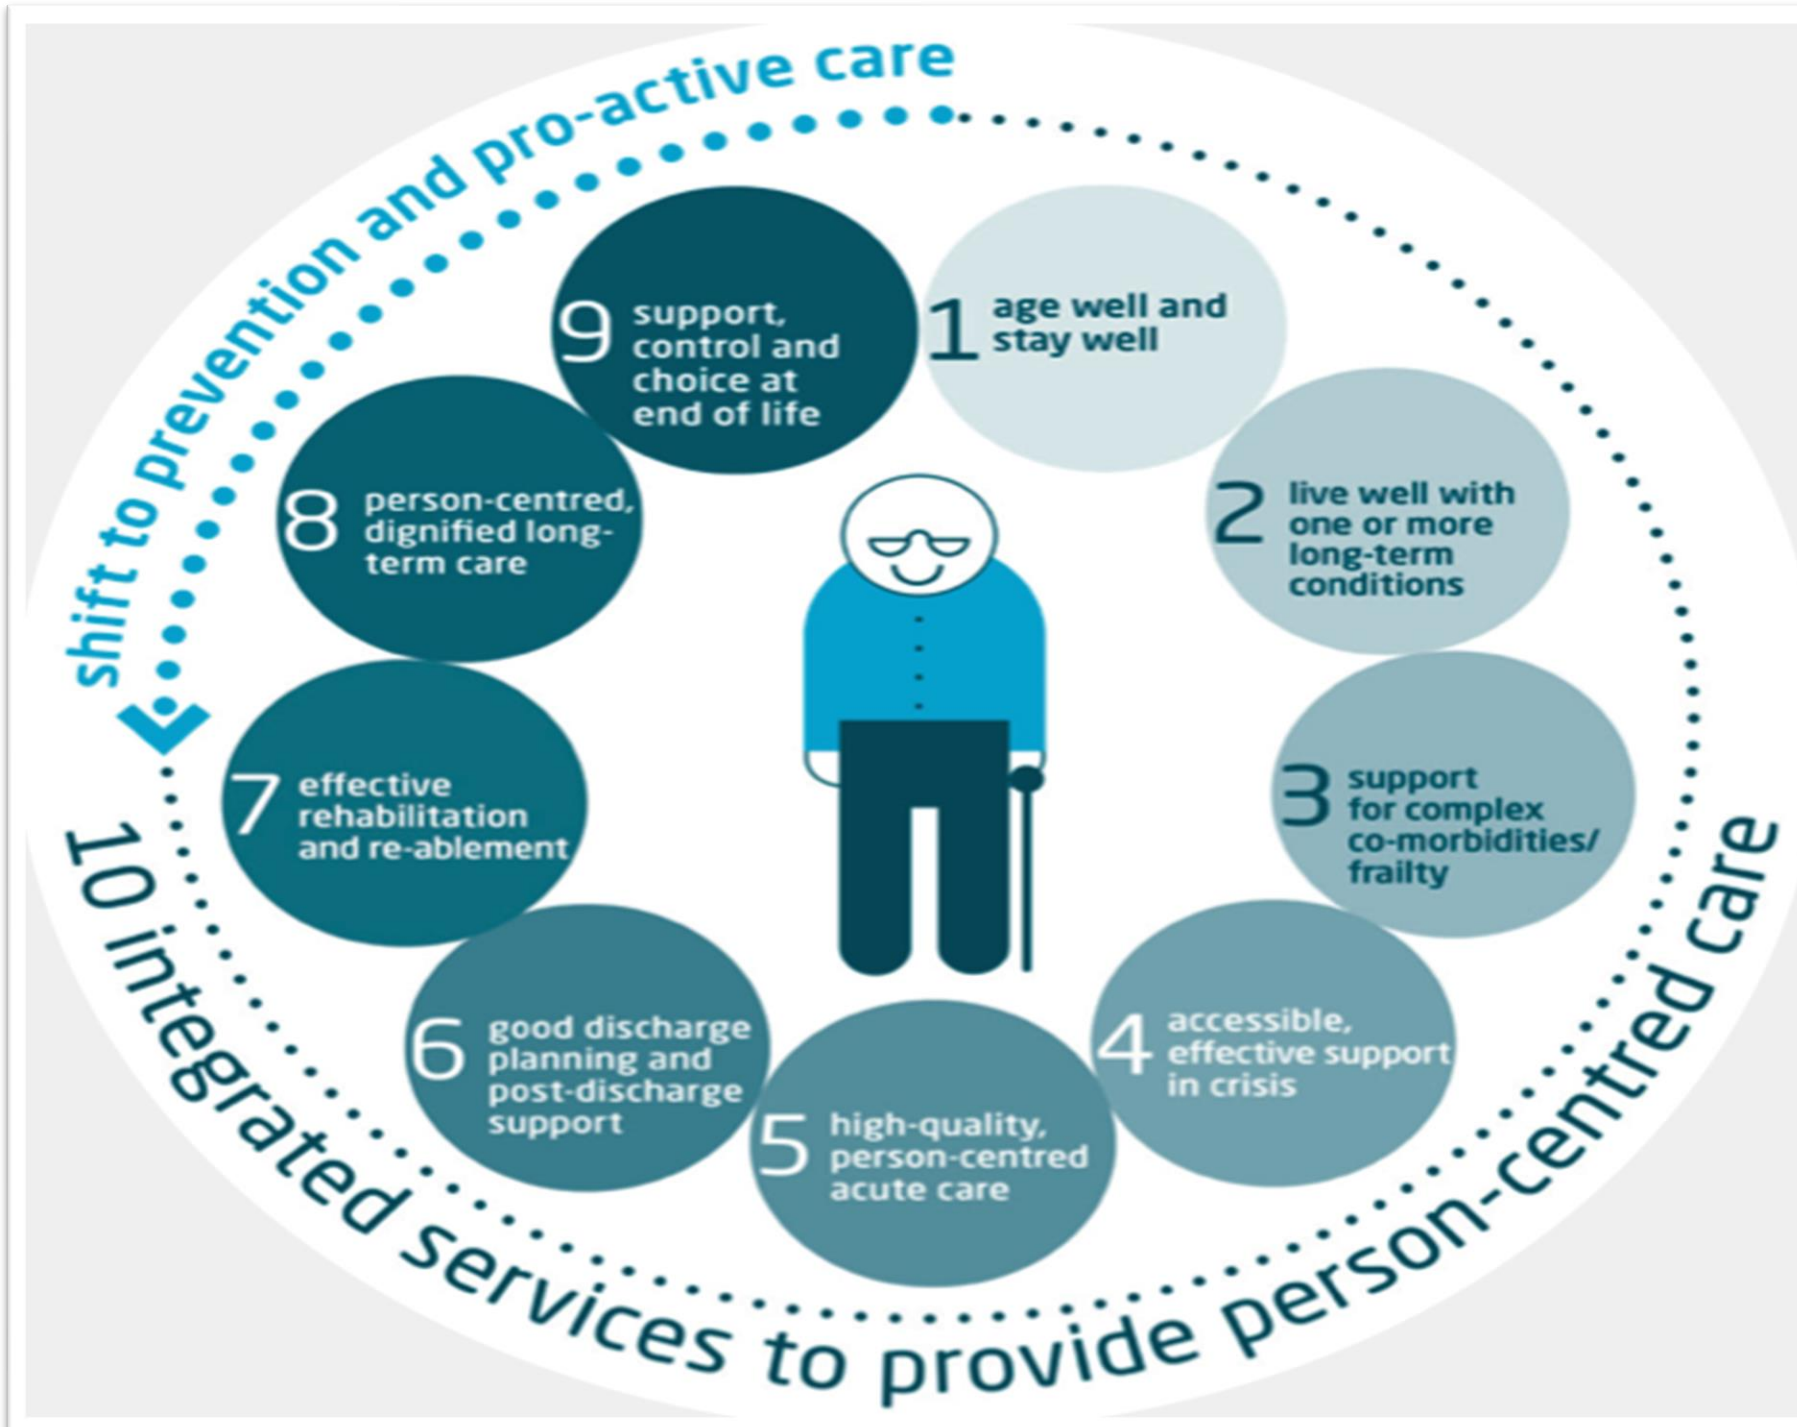 shift to prevention and pro-active care
1 age well and
stay well
2 live well with
one or more
long-term
conditions
3 support
for complex
co-morbidities/
frailty
4 accessible,
effective support
in crisis
5 high-quality,
person-centred
acute care
6 good discharge
planning and
post-discharge
support
7 effective
rehabilitation
and re-ablement
8 person-centred,
dignified long-
term care
9 support,
control and
choice at
end of life
10 integrated services to provide person-centred care